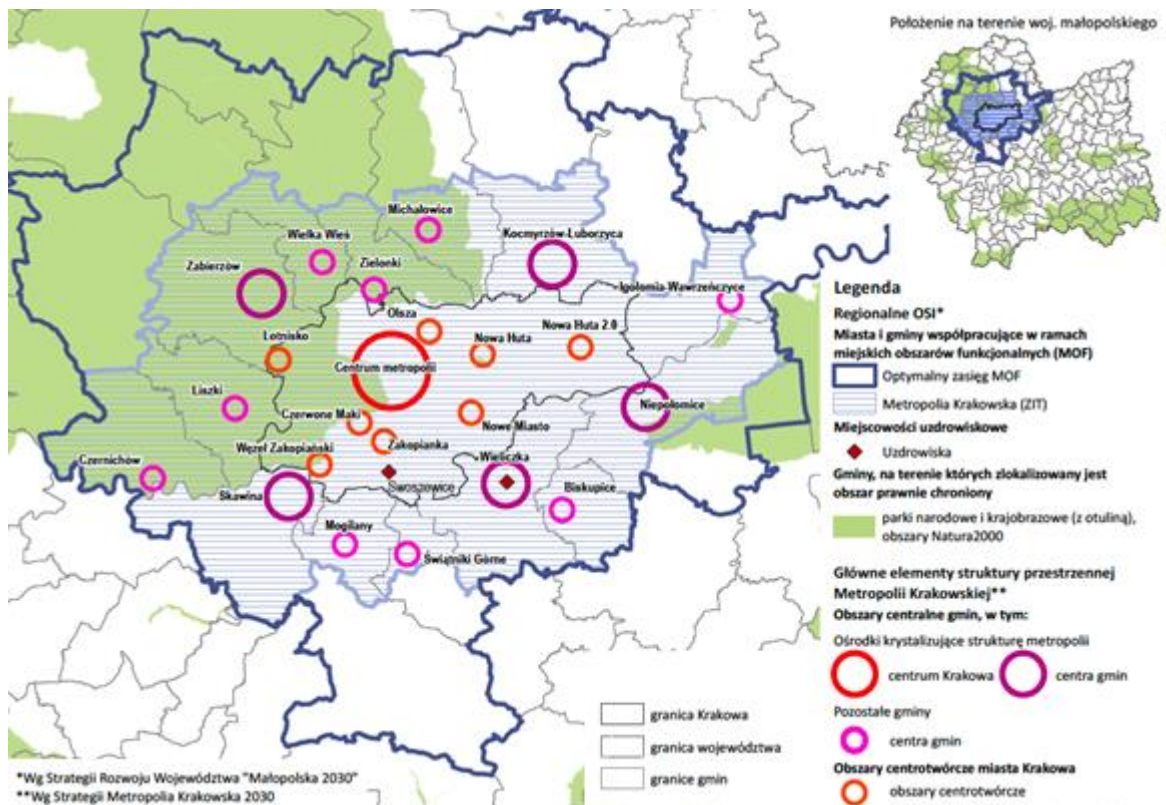 Położenie na terenie woj. małopolskiego
Michałowice
Wielka Wieś
Kocmyrzów-Luborzyca
Zabierzów
Zielonki
Igołomia-Wawrzeńczyce
Olsza
Lotnisko
Nowa Huta
Nowa Huta 2.0
Centrum metropolii
Liszki
Niepołomice
Czerwone Maki
Nowe Miasto
Zakopianka
Węzeł Zakopiański
Czernichów
Wieliczka
Skawina
Swoszowice
Biskupice
Mogilany
Świątniki Górne
Legenda
Regionalne OSI*
Miasta i gminy współpracujące w ramach
miejskich obszarów funkcjonalnych (MOF)
Optymalny zasięg MOF
Metropolia Krakowska (ZIT)
Miejscowości uzdrowiskowe
Uzdrowiska
Gminy, na terenie których zlokalizowany jest
obszar prawnie chroniony
parki narodowe i krajobrazowe (z otuliną),
obszary Natura2000
Główne elementy struktury przestrzennej
Metropolii Krakowskiej**
Obszary centralne gmin, w tym:
Ośrodki krystalizujące strukturę metropolii
centrum Krakowa
centra gmin
Pozostałe gminy
centra gmin
Obszary centrotwórcze miasta Krakowa
obszary centrotwórcze
granica Krakowa
granica województwa
granice gmin
*Wg Strategii Rozwoju Województwa "Małopolska 2030"
**Wg Strategii Metropolia Krakowska 2030